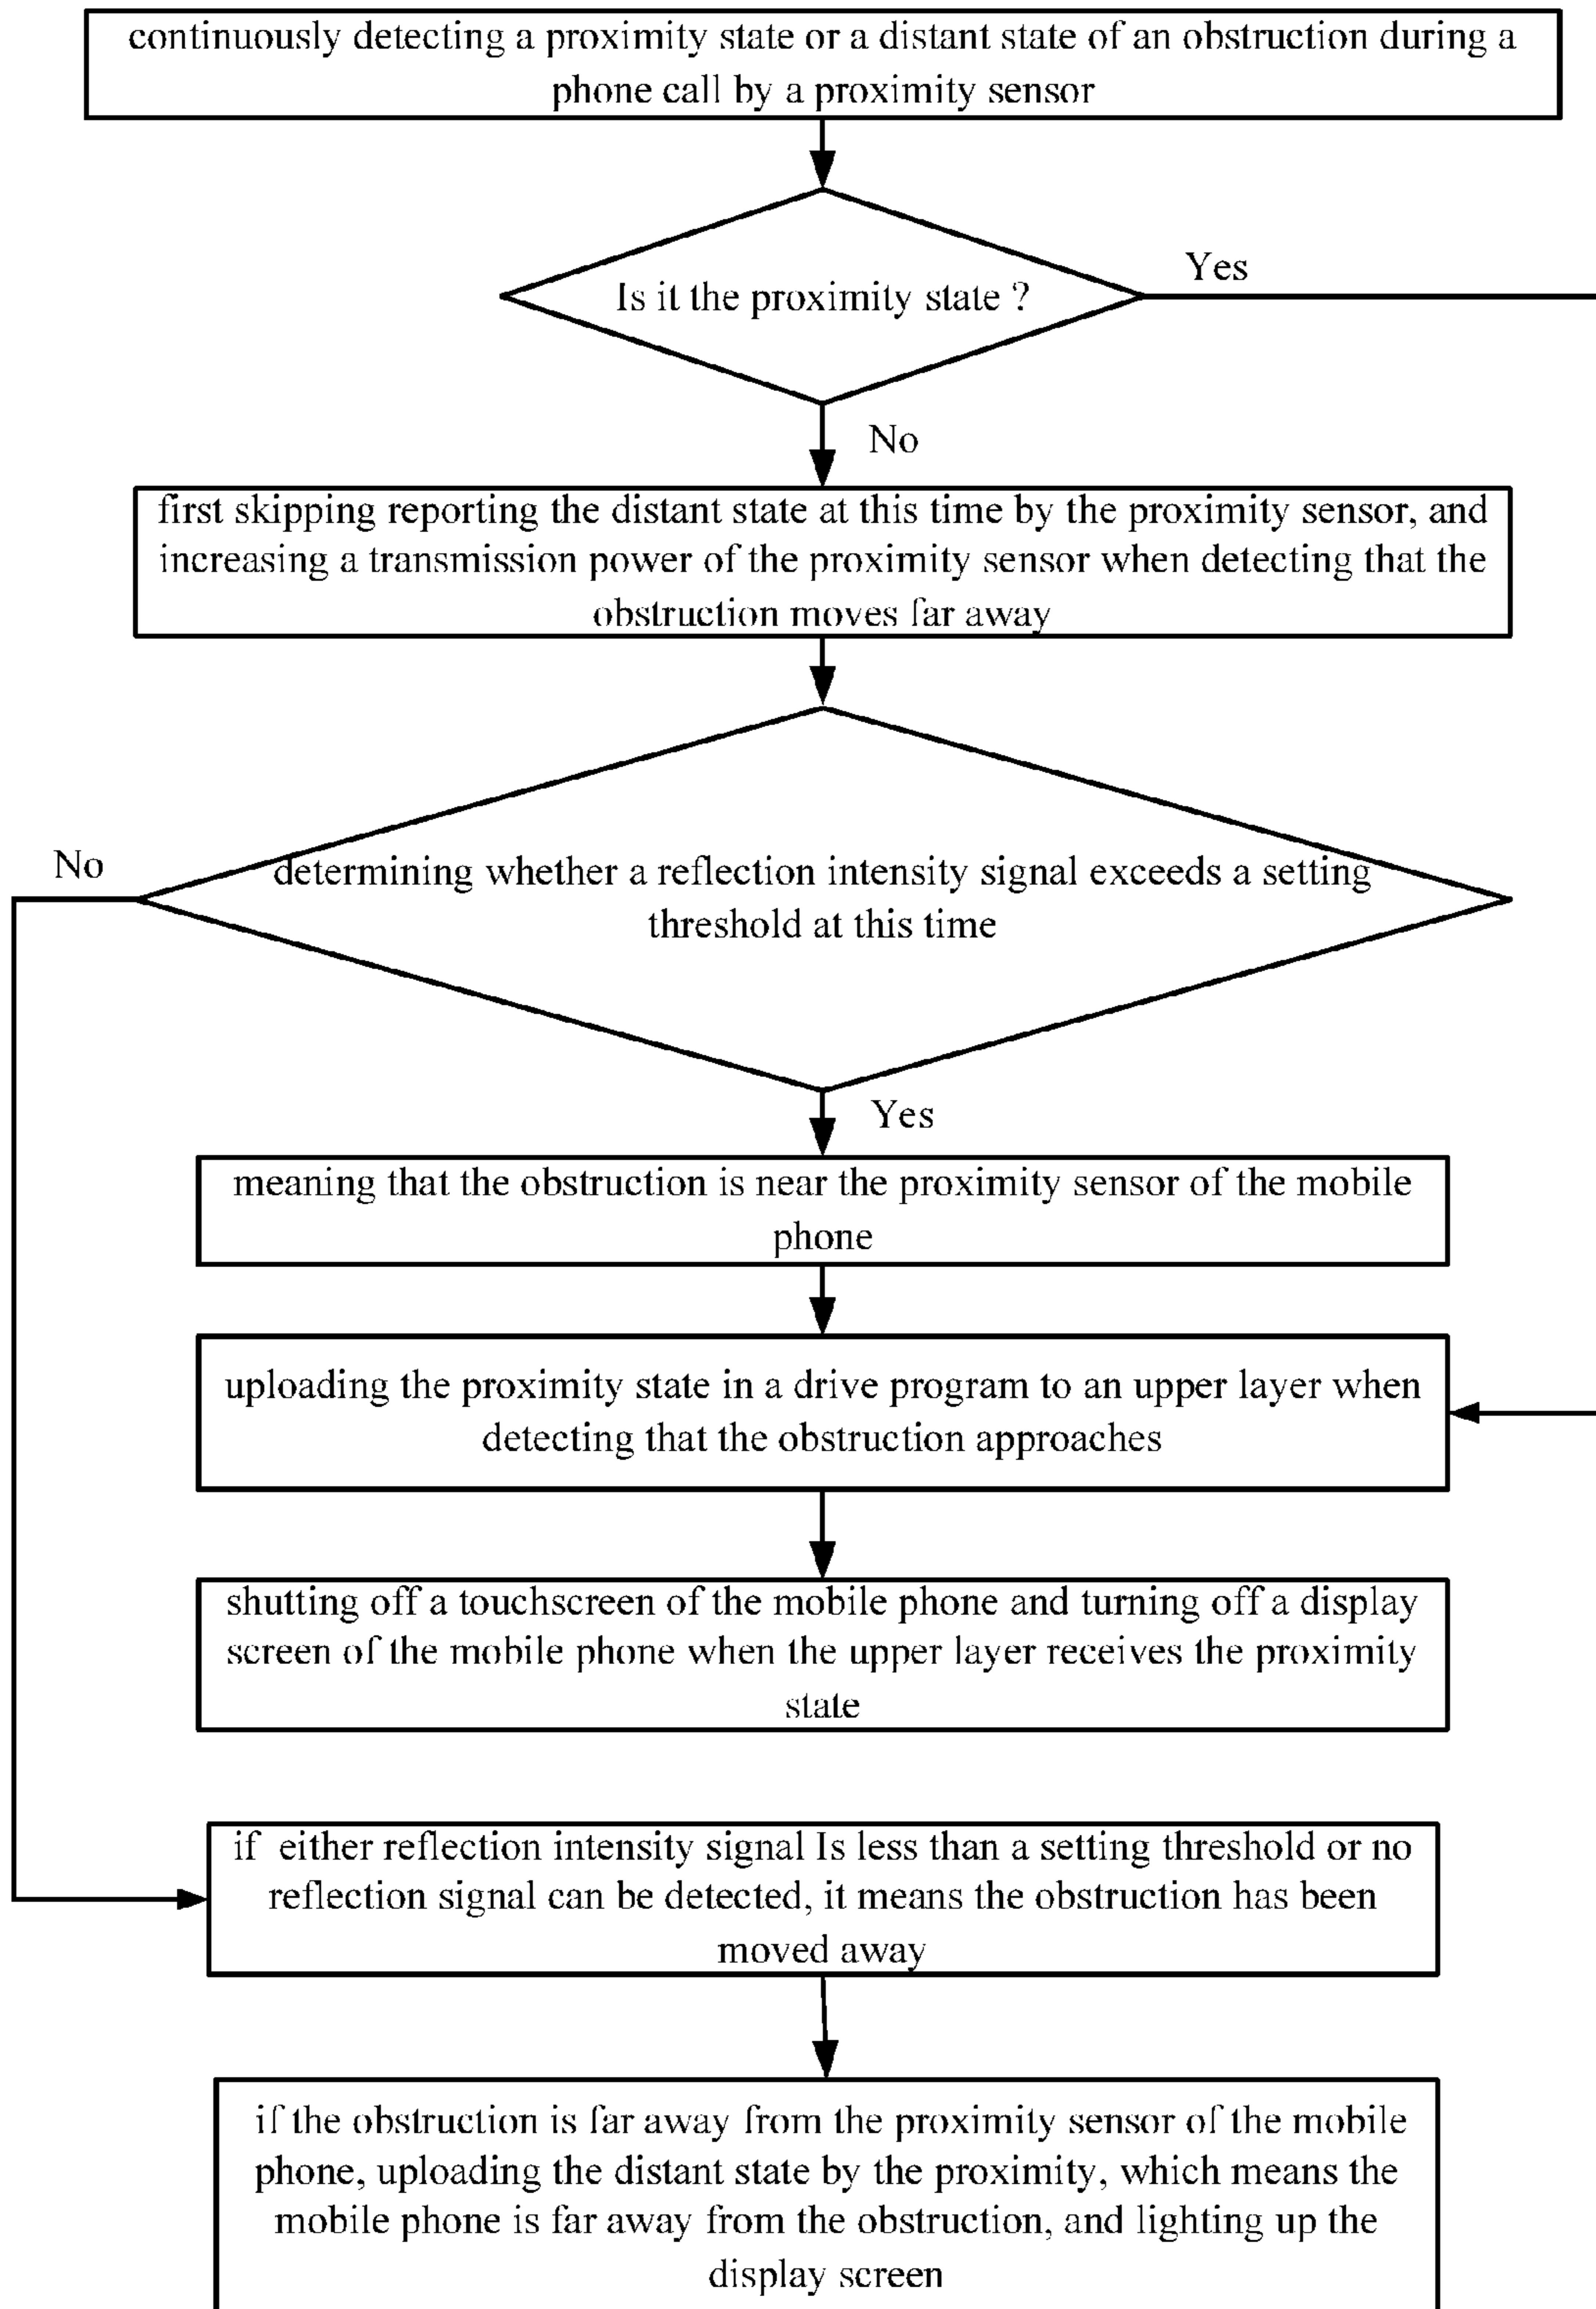 continuously detecting a proximity state or a distant state of an obstruction during a
phone call by a proximity sensor
Yes
Is it the proximity state ?
No
first skipping reporting the distant state at this time by the proximity sensor, and
increasing a transmission power of the proximity sensor when detecting that the
obstruction moves far away
No
determining whether a reflection intensity signal exceeds a setting
threshold at this time
Yes
meaning that the obstruction is near the proximity sensor of the mobile
phone
uploading the proximity state in a drive program to an upper layer when
detecting that the obstruction approaches
shutting off a touchscreen of the mobile phone and turning off a display
screen of the mobile phone when the upper layer receives the proximity
state
if either reflection intensity signal Is less than a setting threshold or no
reflection signal can be detected, it means the obstruction has been
moved away
if the obstruction is far away from the proximity sensor of the mobile
phone, uploading the distant state by the proximity, which means the
mobile phone is far away from the obstruction, and lighting up the
display screen